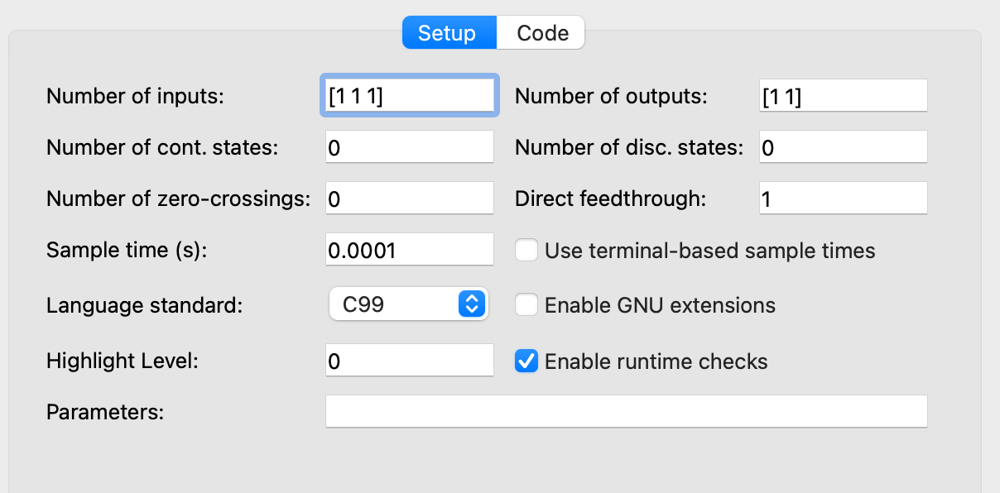 Setup Code
Number of inputs: [1 1 1] Number of outputs: [1 1]
Number of cont. states: 0 Number of disc. states: 0
Number of zero-crossings: 0 Direct feedthrough: 1
Sample time (s): 0.0001 Use terminal-based sample times
Language standard: C99 Enable GNU extensions
Highlight Level: 0 Enable runtime checks
Parameters: